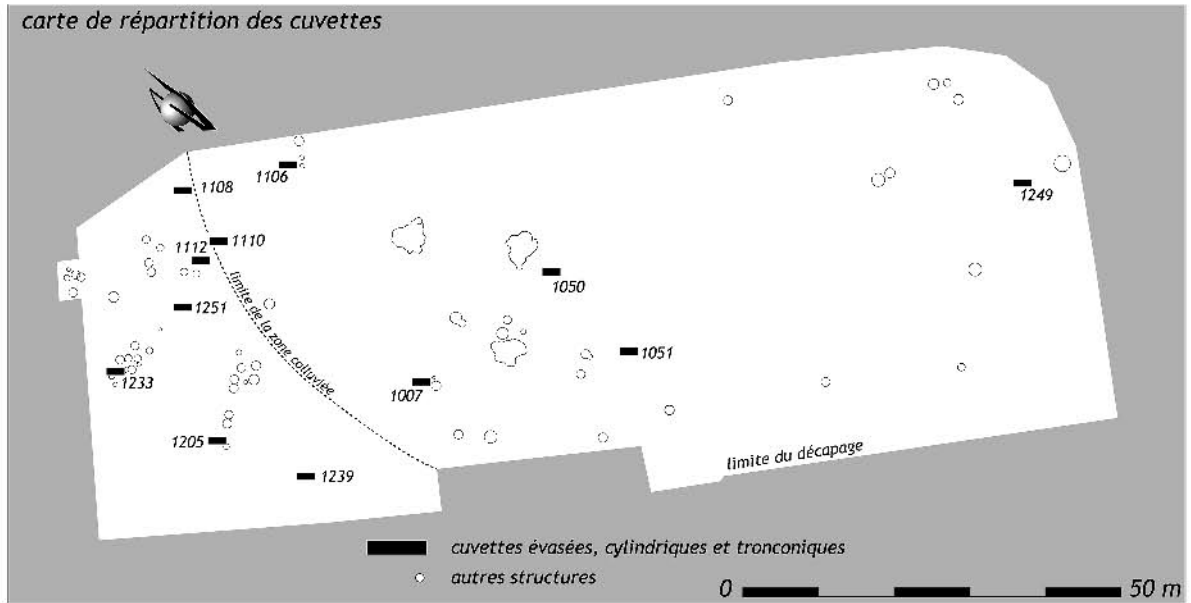 carte de répartition des cuvettes
1106
1108
1249
1110
1112
1050
limite de la zone colluviée
1251
1051
1233
1007
1205
limite du décapage
1239
cuvettes évasées, cylindriques et tronconiques
autres structures
0 50 m